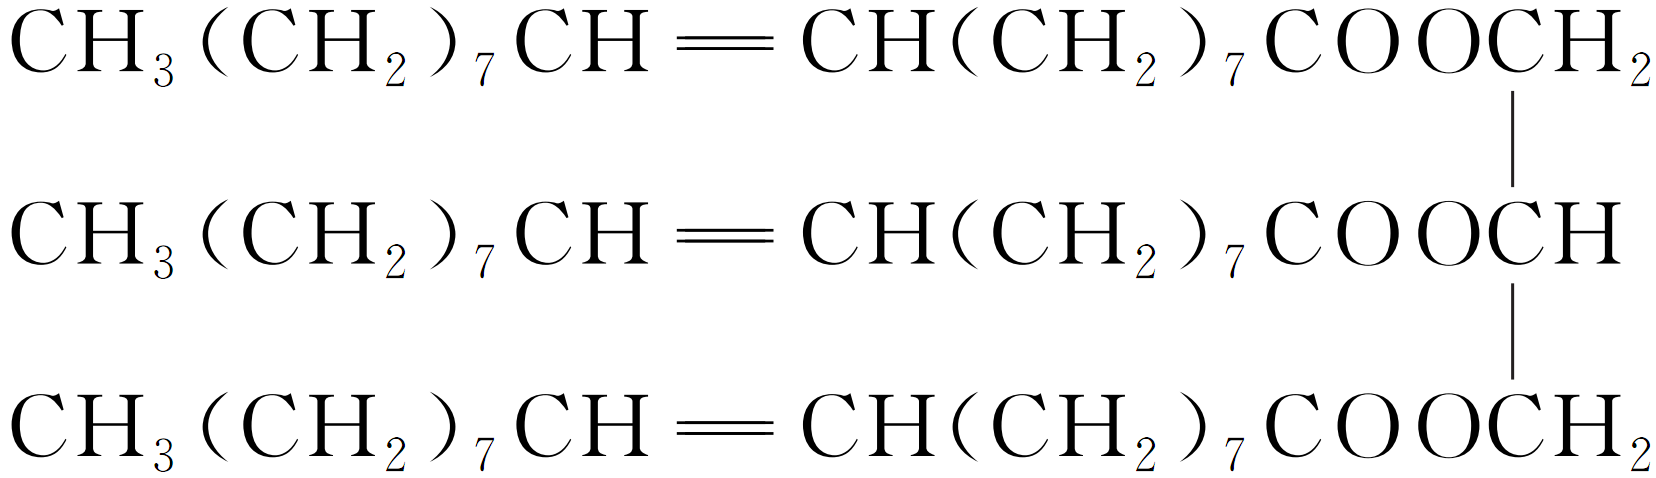 CH₃(CH₂)₇CH═CH(CH₂)₇COOCH₂
CH₃(CH₂)₇CH═CH(CH₂)₇COOCH
CH₃(CH₂)₇CH═CH(CH₂)₇COOCH₂